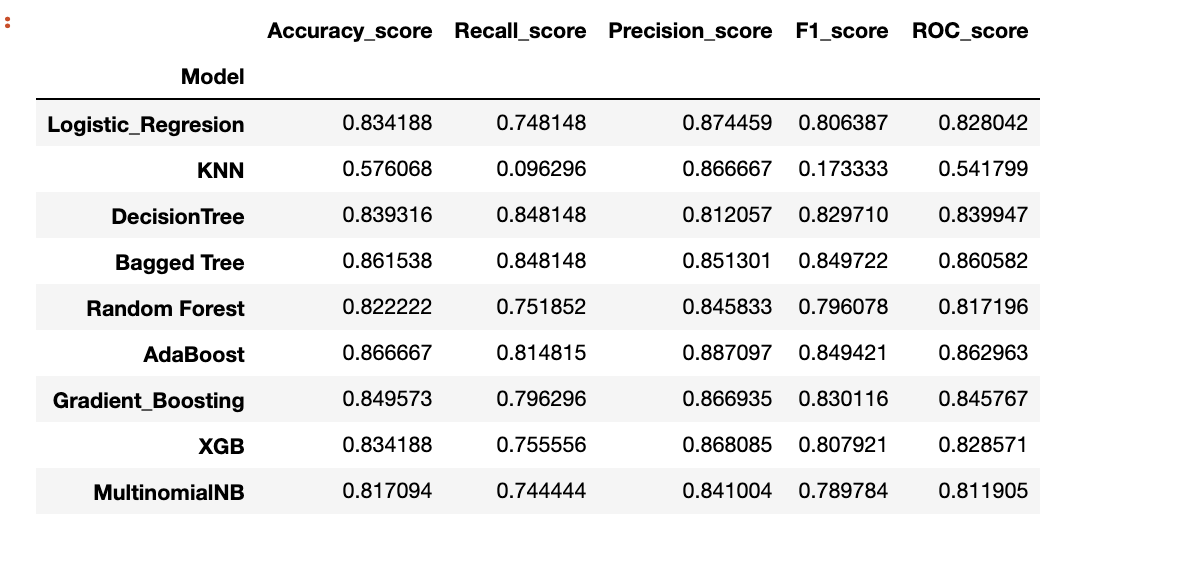 :
Accuracy_score Recall_score Precision_score F1_score ROC_score
Model
Logistic_Regresion 0.834188 0.748148 0.874459 0.806387 0.828042
KNN 0.576068 0.096296 0.866667 0.173333 0.541799
DecisionTree 0.839316 0.848148 0.812057 0.829710 0.839947
Bagged Tree 0.861538 0.848148 0.851301 0.849722 0.860582
Random Forest 0.822222 0.751852 0.845833 0.796078 0.817196
AdaBoost 0.866667 0.814815 0.887097 0.849421 0.862963
Gradient_Boosting 0.849573 0.796296 0.866935 0.830116 0.845767
XGB 0.834188 0.755556 0.868085 0.807921 0.828571
MultinomialNB 0.817094 0.744444 0.841004 0.789784 0.811905